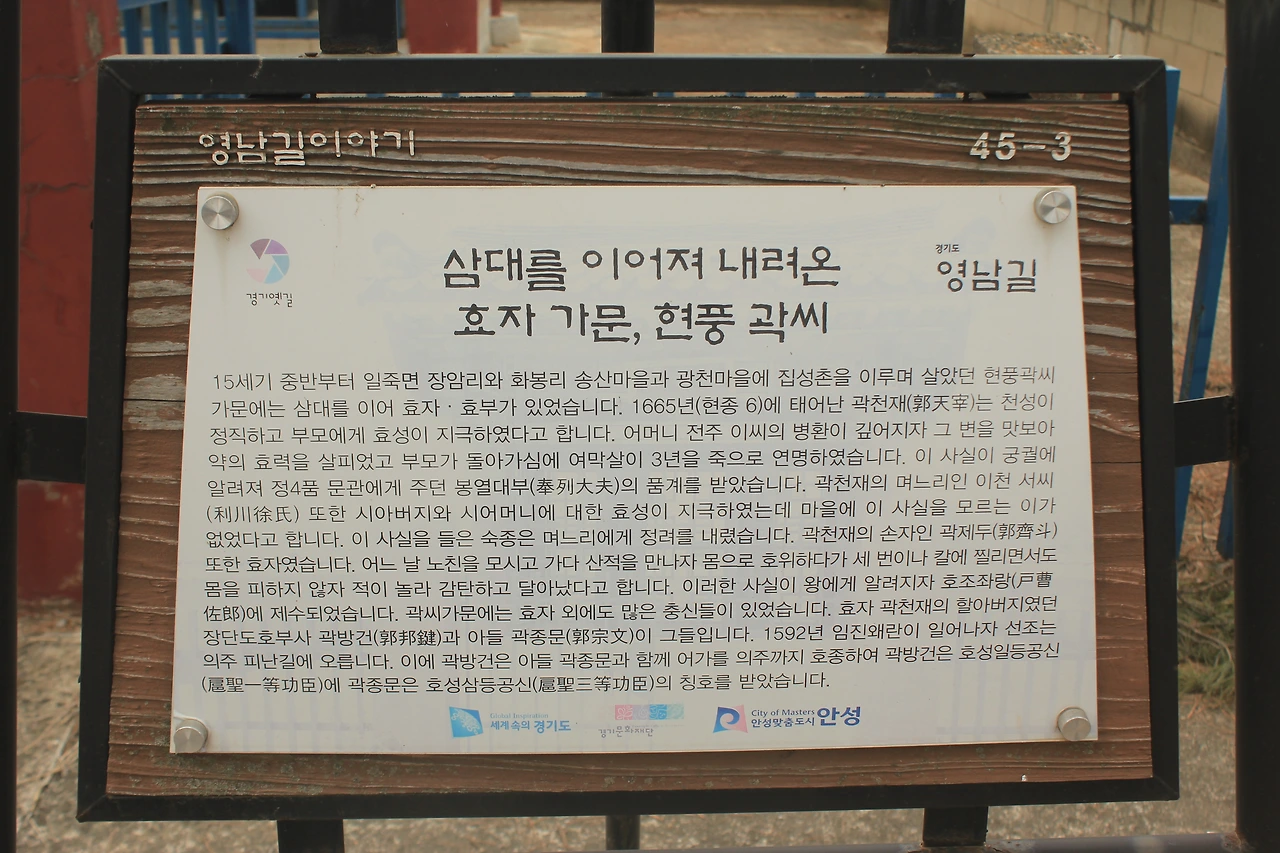 영남길이야기
45-3
경기옛길
삼대를 이어져 내려온
효자 가문, 현풍 곽씨
경기도
영남길
15세기 중반부터 일죽면 장암리와 화봉리 송산마을과 광천마을에 집성촌을 이루며 살았던 현풍곽씨
가문에는 삼대를 이어 효자 · 효부가 있었습니다. 1665년(현종 6)에 태어난 곽천재(郭天宰)는 천성이
정직하고 부모에게 효성이 지극하였다고 합니다. 어머니 전주 이씨의 병환이 깊어지자 그 변을 맛보아
약의 효력을 살피었고 부모가 돌아가심에 여막살이 3년을 죽으로 연명하였습니다. 이 사실이 궁궐에
알려져 정4품 문관에게 주던 봉열대부(奉列大夫)의 품계를 받았습니다. 곽천재의 며느리인 이천 서씨
(利川徐氏) 또한 시아버지와 시어머니에 대한 효성이 지극하였는데 마을에 이 사실을 모르는 이가
없었다고 합니다. 이 사실을 들은 숙종은 며느리에게 정려를 내렸습니다. 곽천재의 손자인 곽제두(郭齊斗)
또한 효자였습니다. 어느 날 노친을 모시고 가다 산적을 만나자 몸으로 호위하다가 세 번이나 칼에 찔리면서도
몸을 피하지 않자 적이 놀라 감탄하고 달아났다고 합니다. 이러한 사실이 왕에게 알려지자 호조좌랑(戶曹
佐郎)에 제수되었습니다. 곽씨가문에는 효자 외에도 많은 충신들이 있었습니다. 효자 곽천재의 할아버지였던
장단도호부사 곽방건(郭邦鍵)과 아들 곽종문(郭宗文)이 그들입니다. 1592년 임진왜란이 일어나자 선조는
의주 피난길에 오릅니다. 이에 곽방건은 아들 곽종문과 함께 어가를 의주까지 호종하여 곽방건은 호성일등공신
(扈聖一等功臣)에 곽종문은 호성삼등공신(扈聖三等功臣)의 칭호를 받았습니다.
Global Inspiration
세계속의 경기도
경기문화재단
City of Masters
안성맞춤도시 안성